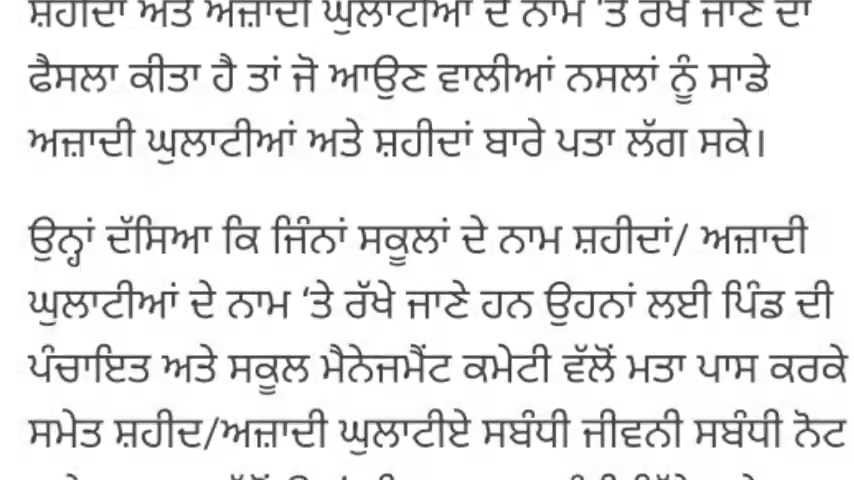 ਸ਼ਹੀਦਾਂ ਅਤੇ ਅਜ਼ਾਦੀ ਘੁਲਾਟੀਆਂ ਦੇ ਨਾਮ ‘ਤੇ ਰੱਖੇ ਜਾਣ ਦਾ
ਫੈਸਲਾ ਕੀਤਾ ਹੈ ਤਾਂ ਜੋ ਆਉਣ ਵਾਲੀਆਂ ਨਸਲਾਂ ਨੂੰ ਸਾਡੇ
ਅਜ਼ਾਦੀ ਘੁਲਾਟੀਆਂ ਅਤੇ ਸ਼ਹੀਦਾਂ ਬਾਰੇ ਪਤਾ ਲੱਗ ਸਕੇ।
ਉਨ੍ਹਾਂ ਦੱਸਿਆ ਕਿ ਜਿੰਨਾਂ ਸਕੂਲਾਂ ਦੇ ਨਾਮ ਸ਼ਹੀਦਾਂ/ ਅਜ਼ਾਦੀ
ਘੁਲਾਟੀਆਂ ਦੇ ਨਾਮ ‘ਤੇ ਰੱਖੇ ਜਾਣੇ ਹਨ ਉਹਨਾਂ ਲਈ ਪਿੰਡ ਦੀ
ਪੰਚਾਇਤ ਅਤੇ ਸਕੂਲ ਮੈਨੇਜਮੈਂਟ ਕਮੇਟੀ ਵੱਲੋਂ ਮਤਾ ਪਾਸ ਕਰਕੇ
ਸਮੇਤ ਸ਼ਹੀਦ/ਅਜ਼ਾਦੀ ਘੁਲਾਟੀਏ ਸਬੰਧੀ ਜੀਵਨੀ ਸਬੰਧੀ ਨੋਟ